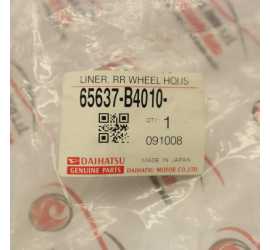 LINER, RR WHEEL HOUS
65637-B4010-
QTY 1
091008
DAIHATSU
MADE IN JAPAN
GENUINE PARTS
DAIHATSU MOTOR CO.,LTD.